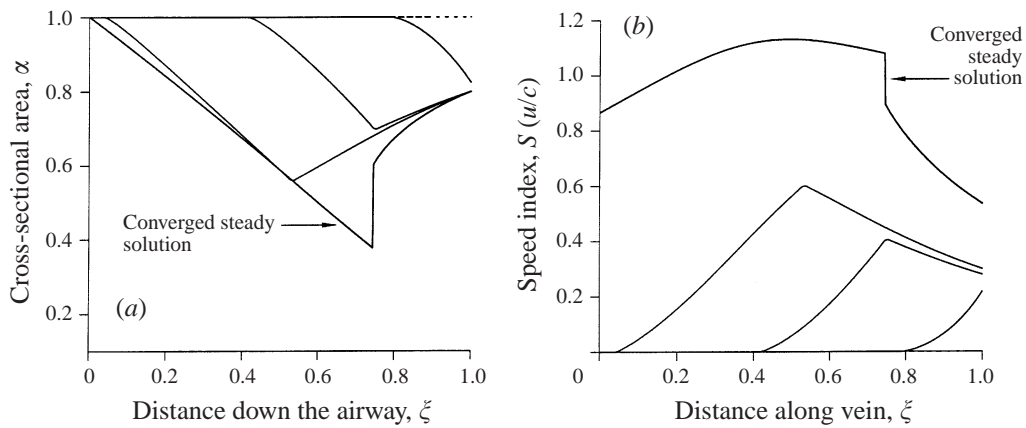 1.0
0.8
0.6
0.4
0.2
Cross-sectional area, α
Converged steady
solution
(a)
0
0.2
0.4
0.6
0.8
1.0
Distance down the airway, ξ
(b)
1.2
1.0
0.8
0.6
0.4
0.2
Speed index, S (u/c)
Converged
steady
solution
0
0.2
0.4
0.6
0.8
1.0
Distance along vein, ξ